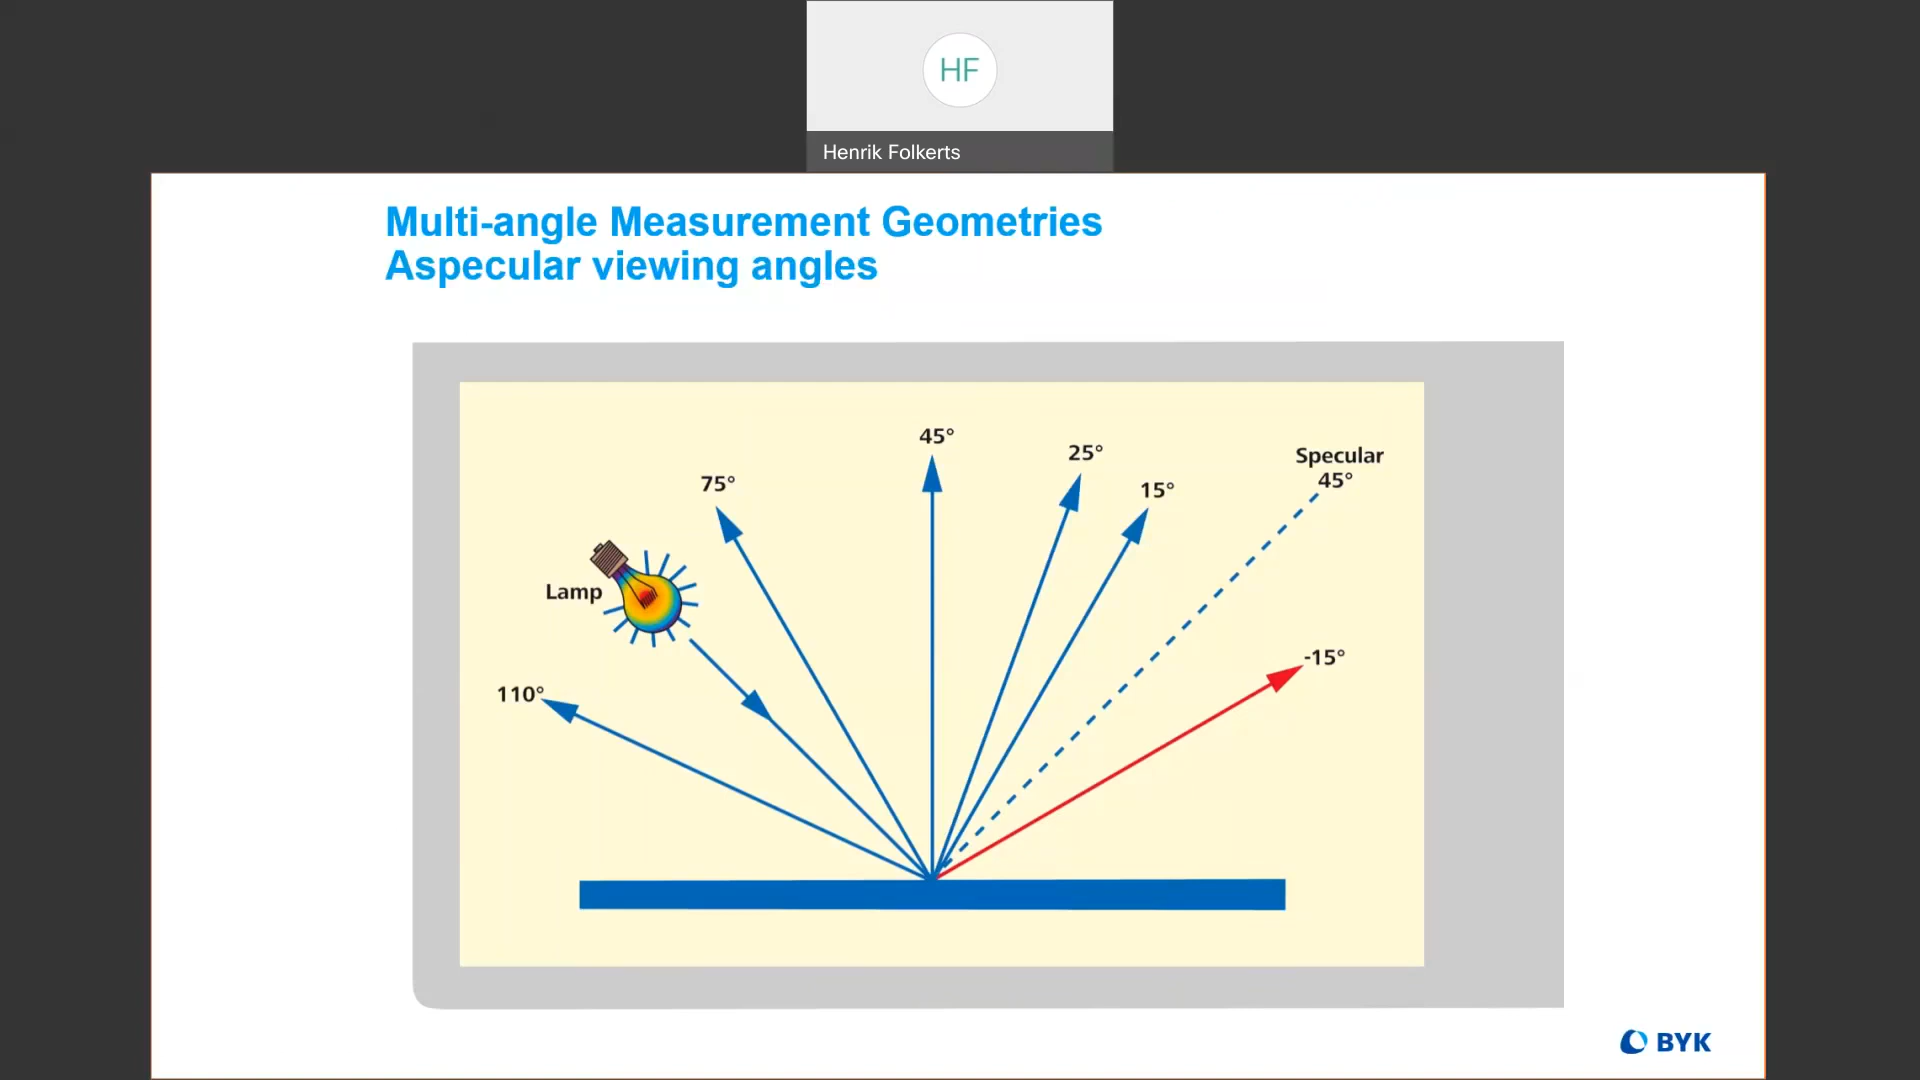 HF
Henrik Folkerts
Multi-angle Measurement Geometries
Aspecular viewing angles
45°
25°
15°
75°
Specular
45°
Lamp
-15°
110°
BYK